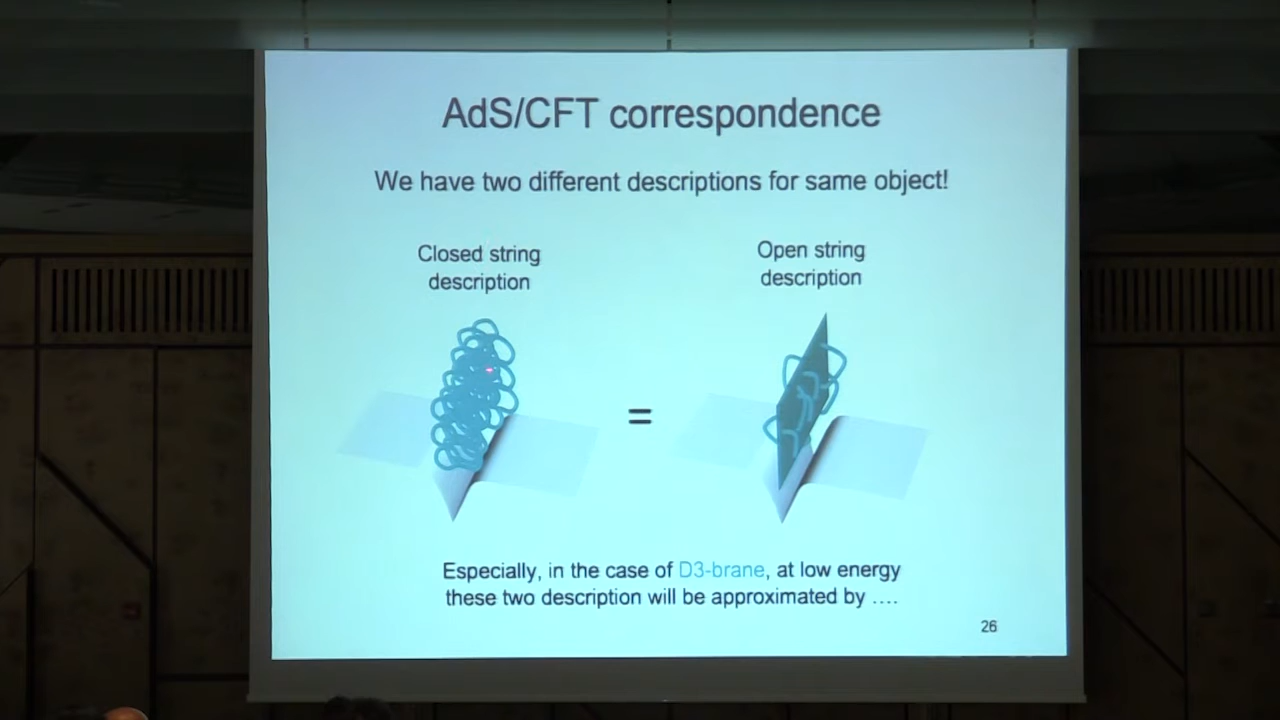 AdS/CFT correspondence
We have two different descriptions for same object!
Closed string
description
Open string
description
=
Especially, in the case of D3-brane, at low energy
these two description will be approximated by ....
26